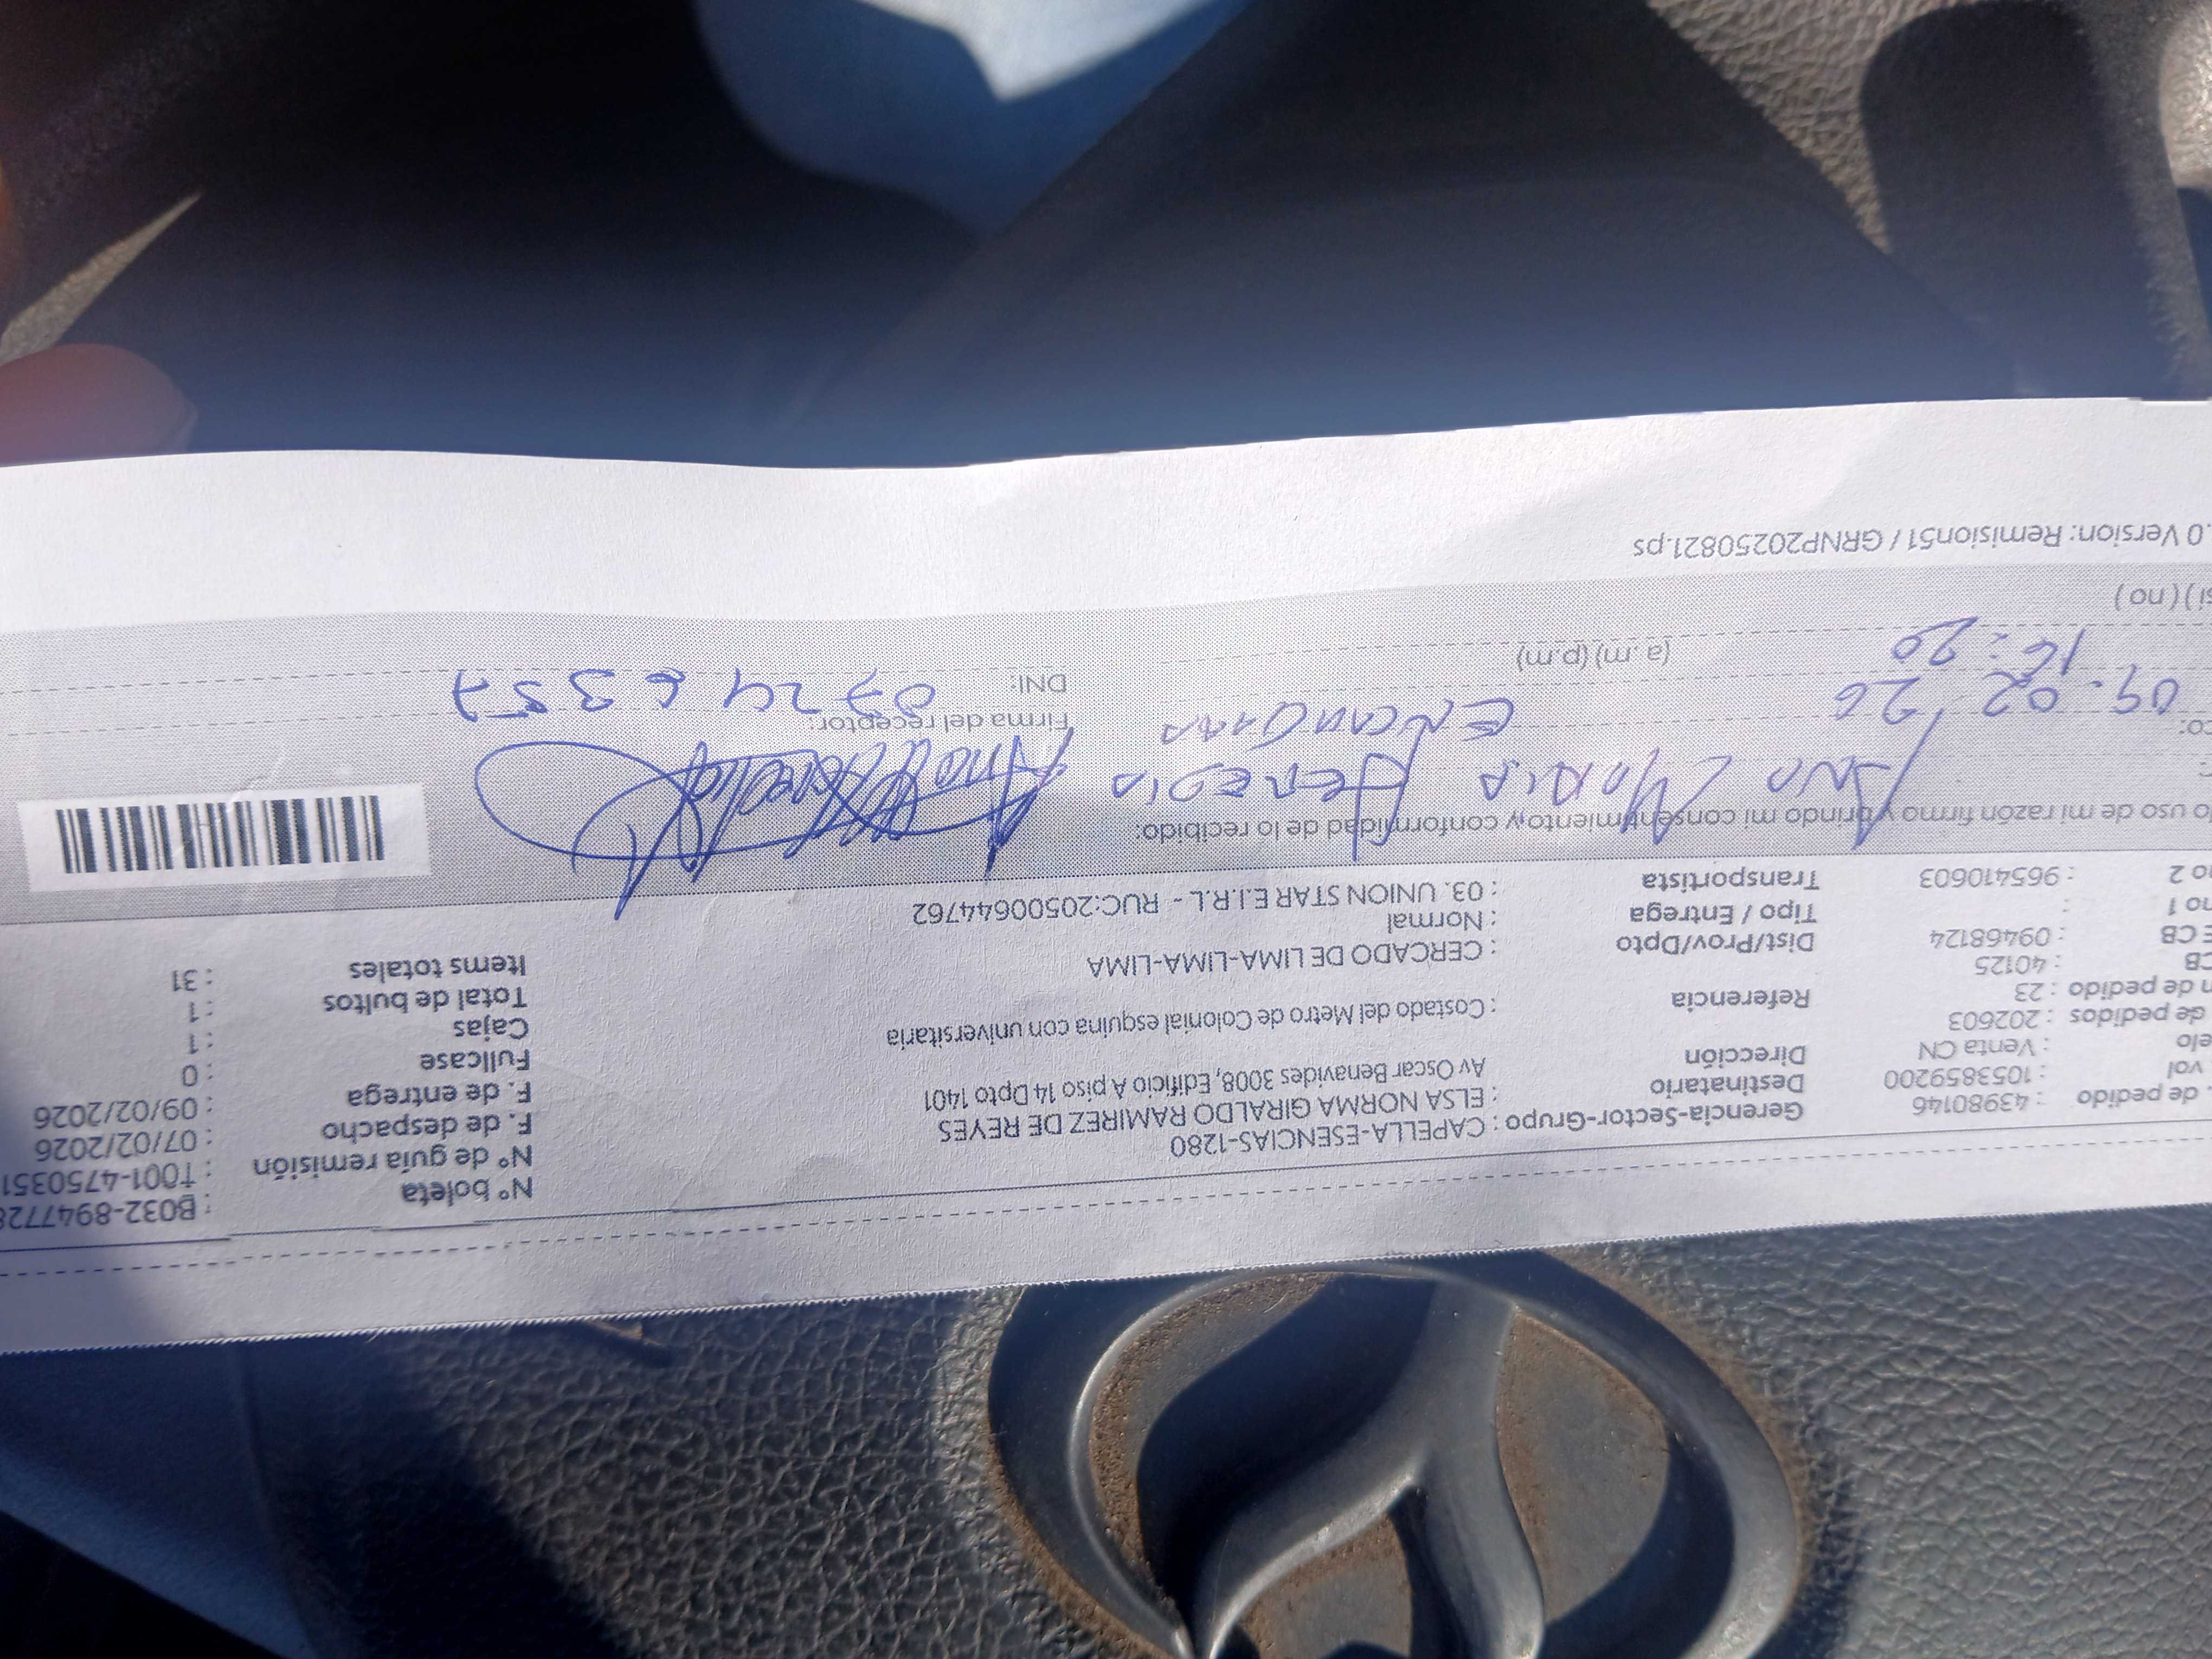 de pedido : 43980146 Gerencia-Sector-Grupo : CAPELLA-ESENCIAS-1280 N° boleta : B032-8947728
vol : 1053859200 Destinatario : ELSA NORMA GIRALDO RAMIREZ DE REYES N° de guía remisión : T001-4750351
elo : Venta CN Dirección Av Oscar Benavides 3008, Edificio A piso 14 Dpto 1401 F. de despacho : 07/02/2026
de pedidos : 202603 F. de entrega : 09/02/2026
n de pedido : 23 Referencia : Costado del Metro de Colonial esquina con universitaria Fullcase : 0
CB : 40125 Cajas : 1
E CB : 09468124 Dist/Prov/Dpto : CERCADO DE LIMA-LIMA-LIMA Total de bultos : 1
no 1 : Tipo / Entrega : Normal Items totales : 31
no 2 : 965410603 Transportista : 03. UNION STAR E.I.R.L - RUC:20500644762
o uso de mi razón firmo y brindo mi consentimiento y conformidad de lo recibido:
Ana Maria Heredia
co: 09.02.26 Encargada Firma del receptor:
16:20 (a.m) (p.m) DNI: 07246357
si ) ( no )
.0 Version: Remision51 / GRNP20250821.ps